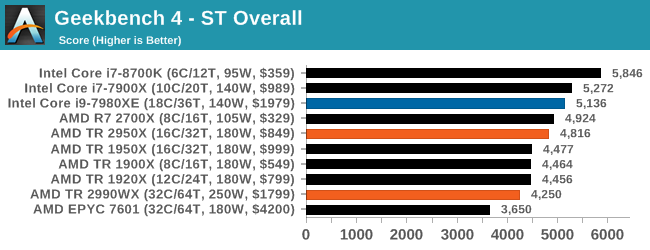 Geekbench 4 - ST Overall
Score (Higher is Better)
Intel Core i7-8700K (6C/12T, 95W, $359) 5,846
Intel Core i7-7900X (10C/20T, 140W, $989) 5,272
Intel Core i9-7980XE (18C/36T, 140W, $1979) 5,136
AMD R7 2700X (8C/16T, 105W, $329) 4,924
AMD TR 2950X (16C/32T, 180W, $849) 4,816
AMD TR 1950X (16C/32T, 180W, $999) 4,477
AMD TR 1900X (8C/16T, 180W, $549) 4,464
AMD TR 1920X (12C/24T, 180W, $799) 4,456
AMD TR 2990WX (32C/64T, 250W, $1799) 4,250
AMD EPYC 7601 (32C/64T, 180W, $4200) 3,650
0 1000 2000 3000 4000 5000 6000